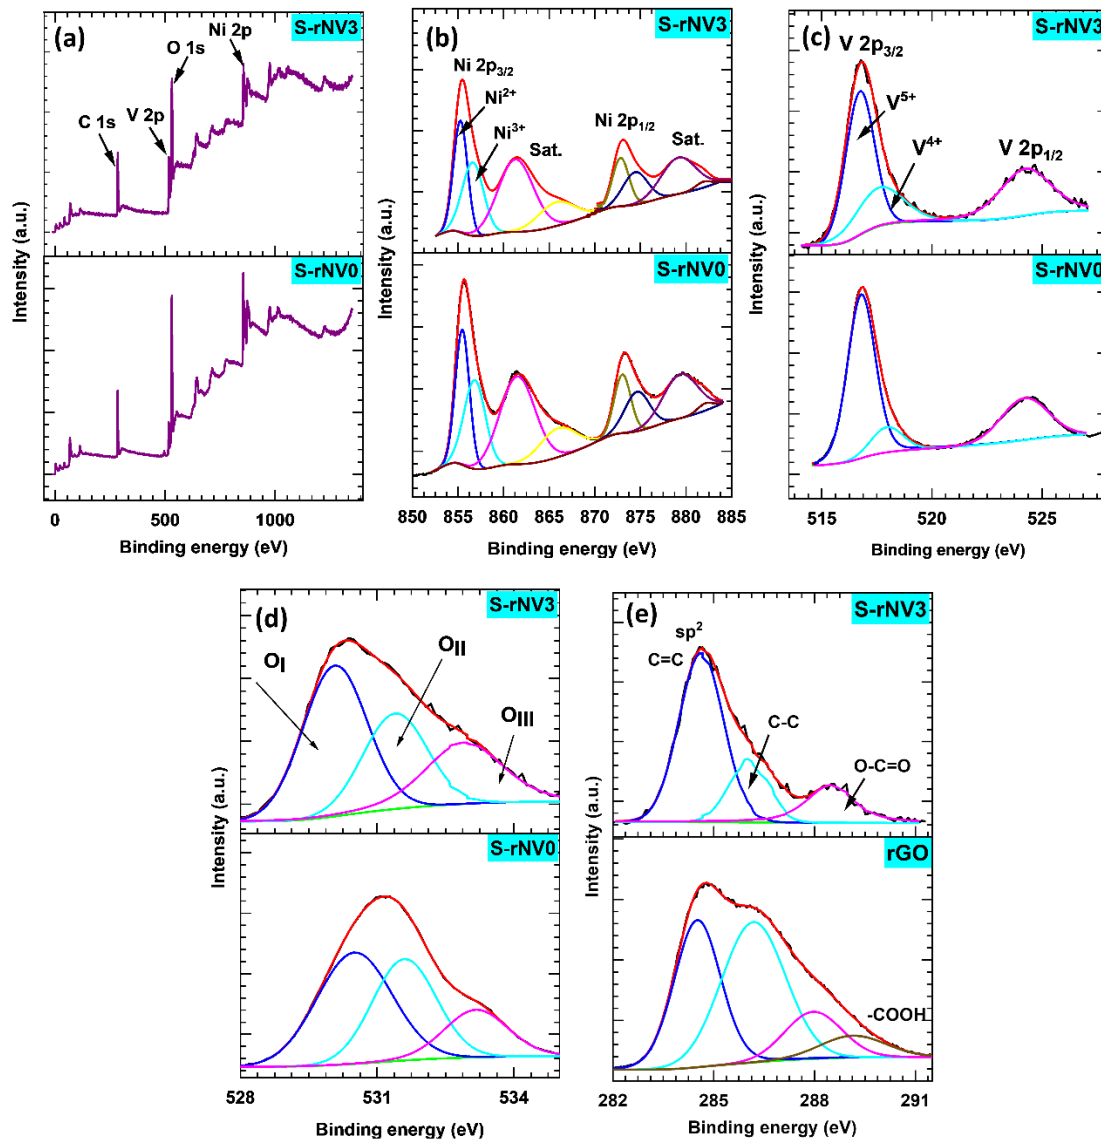 (a)
S-rNV3
O 1s
Ni 2p
C 1s
V 2p
S-rNV0
Intensity (a.u.)
0 500 1000
Binding energy (eV)
(b)
S-rNV3
Ni 2p3/2
Ni2+
Ni3+
Sat.
Ni 2p1/2
Sat.
S-rNV0
Intensity (a.u.)
850 855 860 865 870 875 880 885
Binding energy (eV)
(c)
S-rNV3
V 2p3/2
V5+
V4+
V 2p1/2
S-rNV0
Intensity (a.u.)
515 520 525
Binding energy (eV)
(d)
S-rNV3
OI
OII
OIII
S-rNV0
Intensity (a.u.)
528 531 534
Binding energy (eV)
(e)
S-rNV3
sp2
C=C
C-C
O-C=O
rGO
-COOH
Intensity (a.u.)
282 285 288 291
Binding energy (eV)